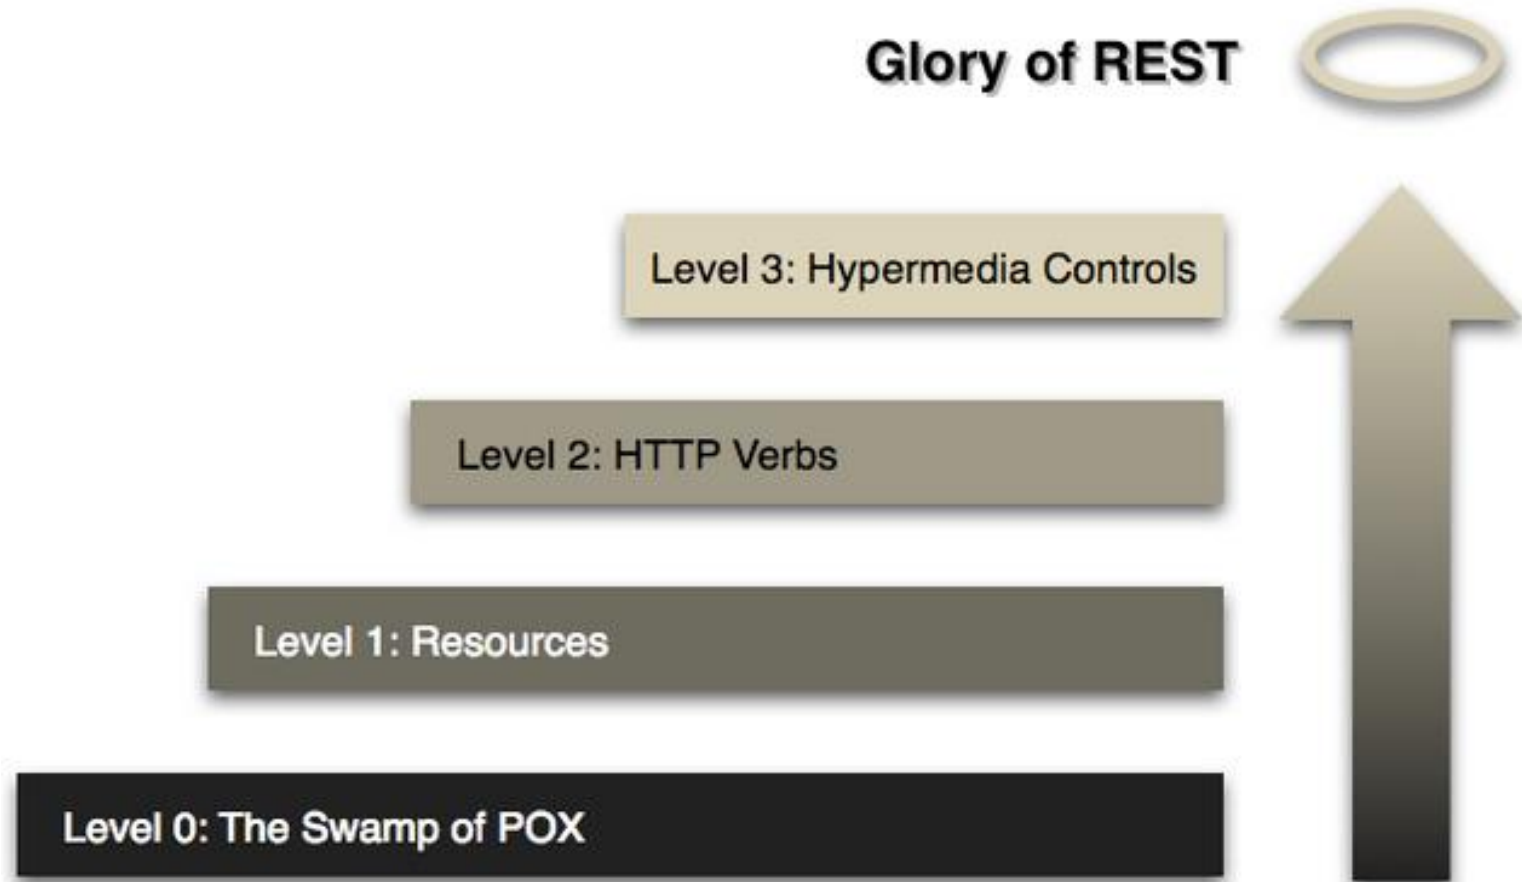 Glory of REST
Level 3: Hypermedia Controls
Level 2: HTTP Verbs
Level 1: Resources
Level 0: The Swamp of POX